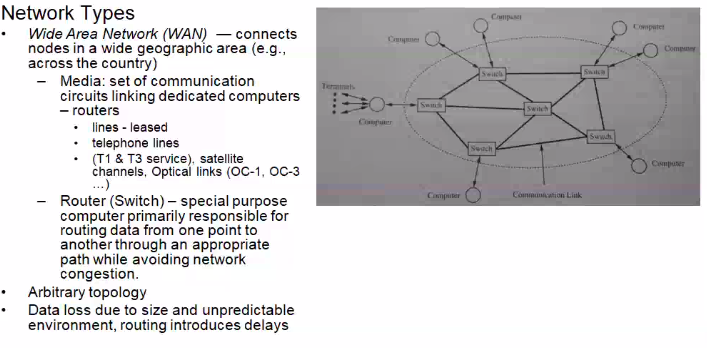 Network Types
• Wide Area Network (WAN) — connects
nodes in a wide geographic area (e.g.,
across the country)
– Media: set of communication
circuits linking dedicated computers
– routers
• lines - leased
• telephone lines
• (T1 & T3 service), satellite
channels, Optical links (OC-1, OC-3
...)
– Router (Switch) – special purpose
computer primarily responsible for
routing data from one point to
another through an appropriate
path while avoiding network
congestion.
• Arbitrary topology
• Data loss due to size and unpredictable
environment, routing introduces delays
Computer
Computer
Computer
Computer
Switch
Switch
Terminals
Switch
Switch
Computer
Switch
Switch
Computer
Computer
Communication Link